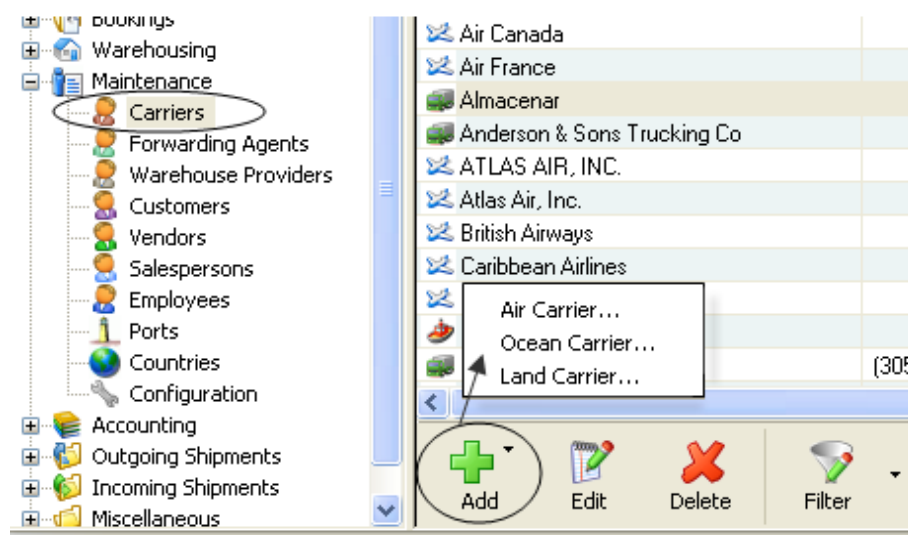 Bookings
Warehousing
Maintenance
Carriers
Forwarding Agents
Warehouse Providers
Customers
Vendors
Salespersons
Employees
Ports
Countries
Configuration
Accounting
Outgoing Shipments
Incoming Shipments
Miscellaneous
Air Canada
Air France
Almacenar
Anderson & Sons Trucking Co
ATLAS AIR, INC.
Atlas Air, Inc.
British Airways
Caribbean Airlines
Air Carrier...
Ocean Carrier...
Land Carrier...
(305
Add
Edit
Delete
Filter